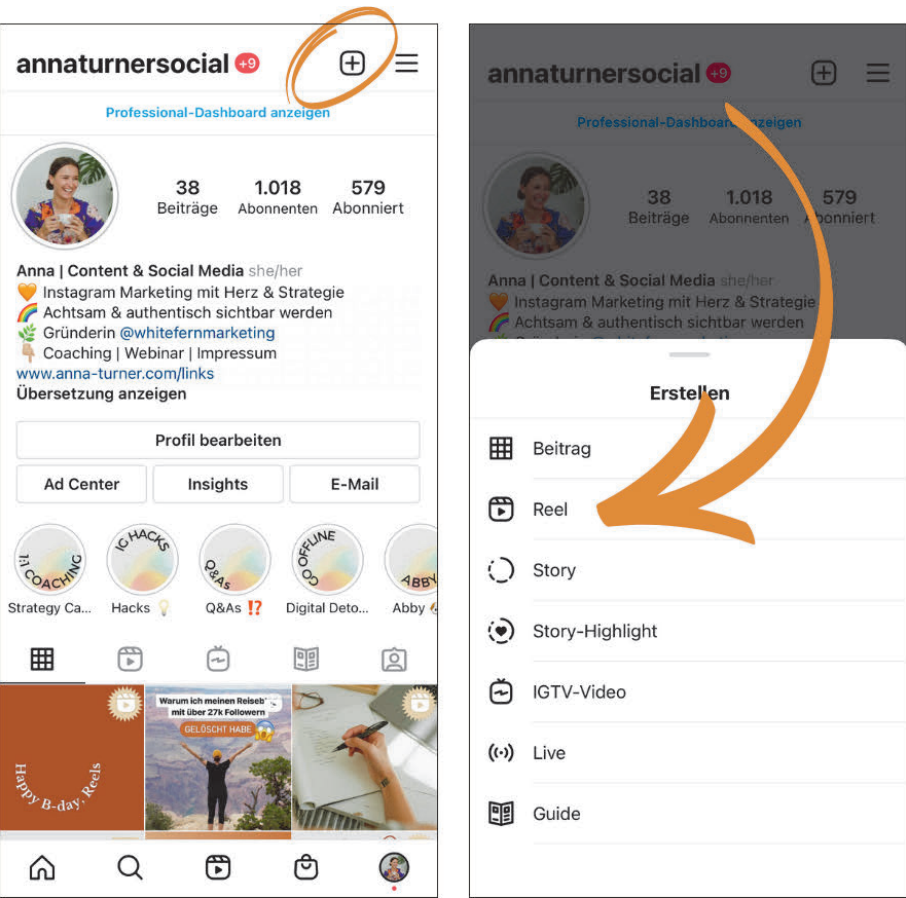 annaturnersocial +9
Professional-Dashboard anzeigen
38 1.018 579
Beiträge Abonnenten Abonniert
Anna | Content & Social Media she/her
🧡 Instagram Marketing mit Herz & Strategie
🌈 Achtsam & authentisch sichtbar werden
🌿 Gründerin @whitefernmarketing
👇🏼 Coaching | Webinar | Impressum
www.anna-turner.com/links
Übersetzung anzeigen
Profil bearbeiten
Ad Center Insights E-Mail
1:1 COACHING IG HACKS Q&As GO OFFLINE ABBY
Strategy Ca... Hacks 💡 Q&As ⁉️ Digital Deto... Abby
Happy B-day, Reels
Warum ich meinen Reiseb
mit über 27k Followern
GELÖSCHT HABE
annaturnersocial +9
Professional-Dashboard anzeigen
38 1.018 579
Beiträge Abonnenten Abonniert
Anna | Content & Social Media she/her
🧡 Instagram Marketing mit Herz & Strategie
🌈 Achtsam & authentisch sichtbar werden
Erstellen
Beitrag
Reel
Story
Story-Highlight
IGTV-Video
Live
Guide